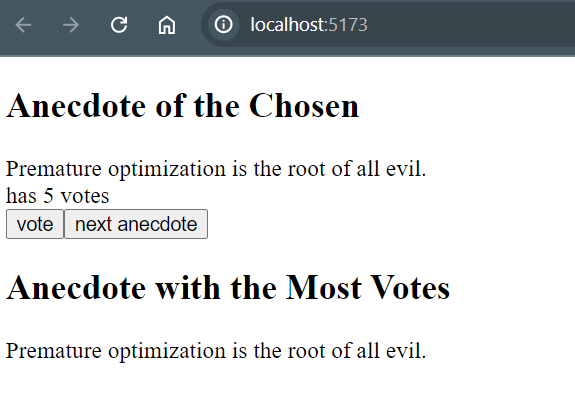 localhost:5173
Anecdote of the Chosen
Premature optimization is the root of all evil.
has 5 votes
vote next anecdote
Anecdote with the Most Votes
Premature optimization is the root of all evil.